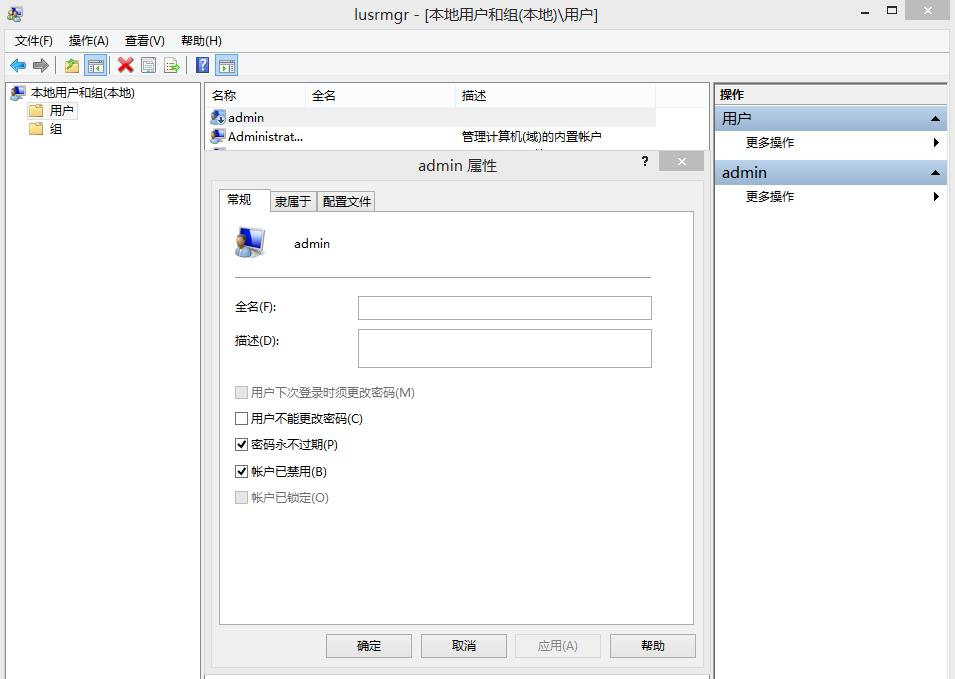 lusrmgr - [本地用户和组(本地)\用户]
文件(F) 操作(A) 查看(V) 帮助(H)
本地用户和组(本地)
用户
组
名称 全名 描述
admin
Administrat... 管理计算机(域)的内置帐户
操作
用户
更多操作
admin
更多操作
admin 属性
常规 隶属于 配置文件
admin
全名(F):
描述(D):
用户下次登录时须更改密码(M)
用户不能更改密码(C)
密码永不过期(P)
帐户已禁用(B)
帐户已锁定(O)
确定 取消 应用(A) 帮助